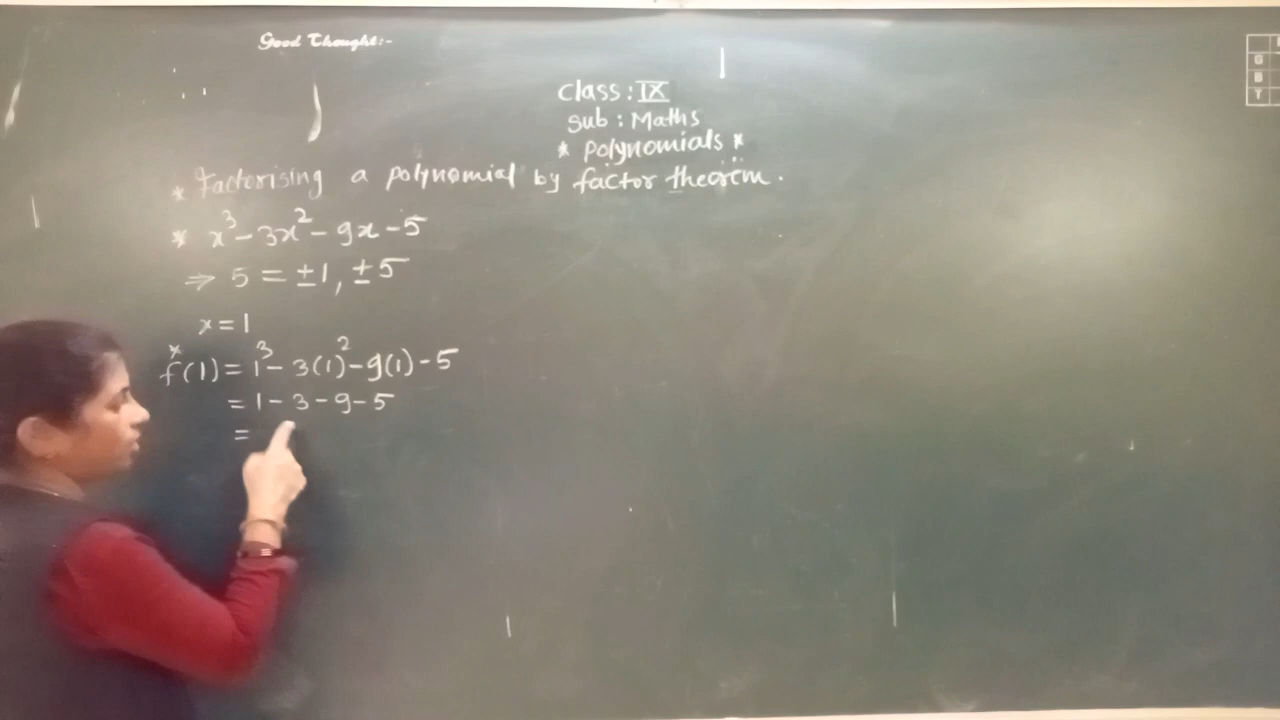 Good Thought:-
class : IX
sub : Maths
* Polynomials *
* Factorising a polynomial by factor theorem.
* x³ - 3x² - 9x - 5
⇒ 5 = ±1, ±5
x = 1
* f(1) = 1³ - 3(1)² - 9(1) - 5
= 1 - 3 - 9 - 5
=
G
B
T